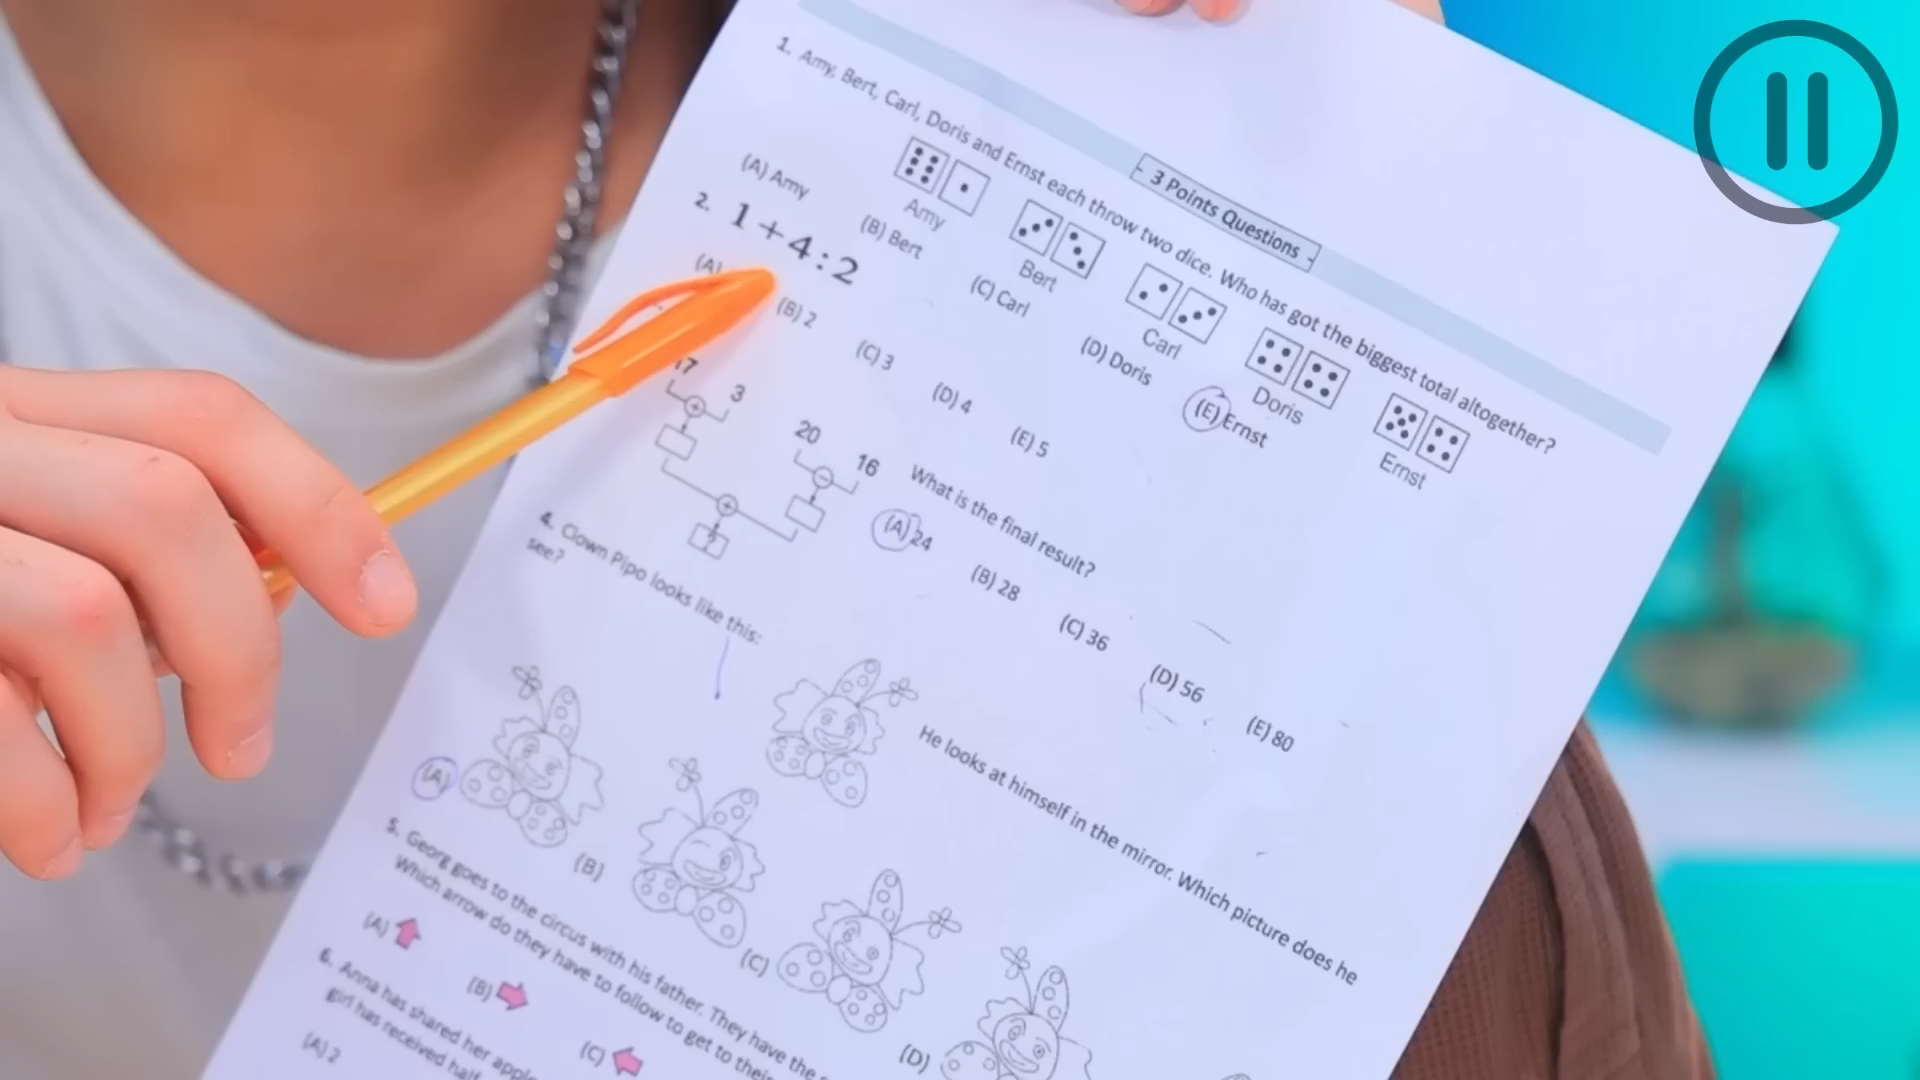 - 3 Points Questions -
1. Amy, Bert, Carl, Doris and Ernst each throw two dice. Who has got the biggest total altogether?
Amy Bert Carl Doris Ernst
(A) Amy (B) Bert (C) Carl (D) Doris (E) Ernst
2. 1+4:2
(A) (B) 2 (C) 3 (D) 4 (E) 5
17 3 20 16
+ − +
?
What is the final result?
(A) 24 (B) 28 (C) 36 (D) 56 (E) 80
4. Clown Pipo looks like this: He looks at himself in the mirror. Which picture does he
see?
(A) (B) (C) (D)
5. Georg goes to the circus with his father. They have the
Which arrow do they have to follow to get to their
(A) (B) (C)
6. Anna has shared her
girl has received half
(A) 2